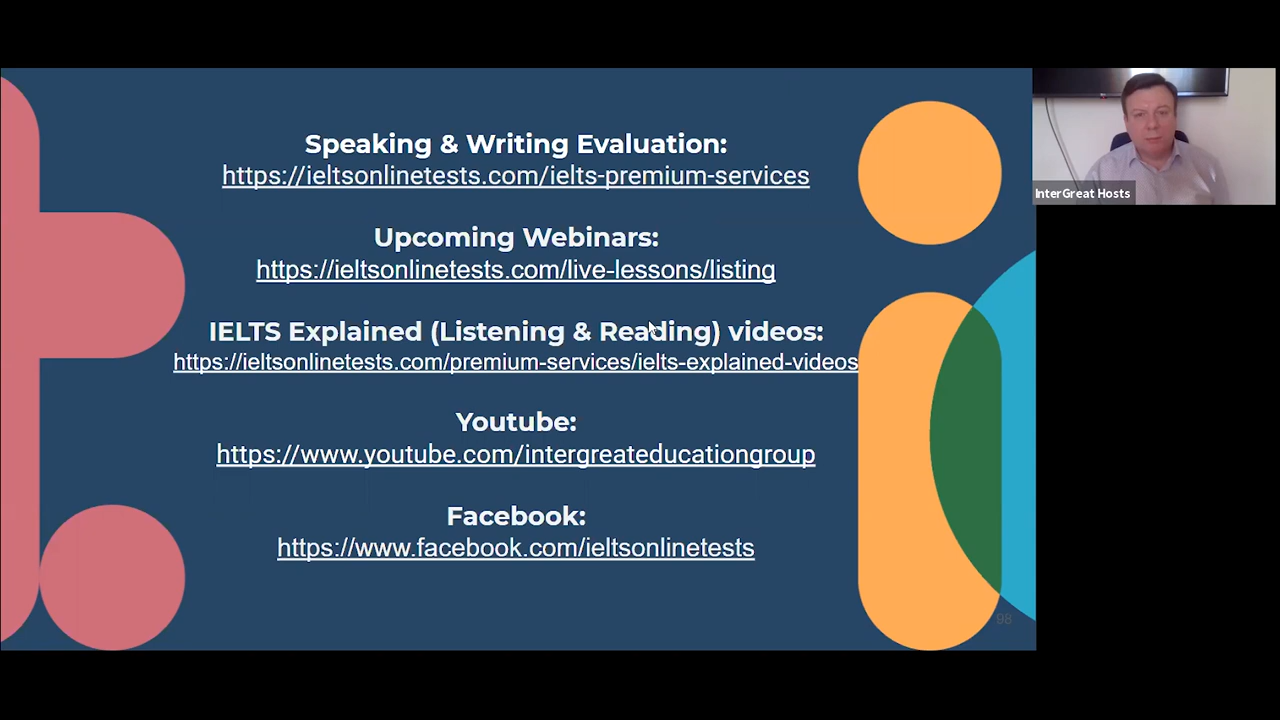 Speaking & Writing Evaluation:
https://ieltsonlinetests.com/ielts-premium-services
Upcoming Webinars:
https://ieltsonlinetests.com/live-lessons/listing
IELTS Explained (Listening & Reading) videos:
https://ieltsonlinetests.com/premium-services/ielts-explained-videos
Youtube:
https://www.youtube.com/intergreateducationgroup
Facebook:
https://www.facebook.com/ieltsonlinetests
98
InterGreat Hosts